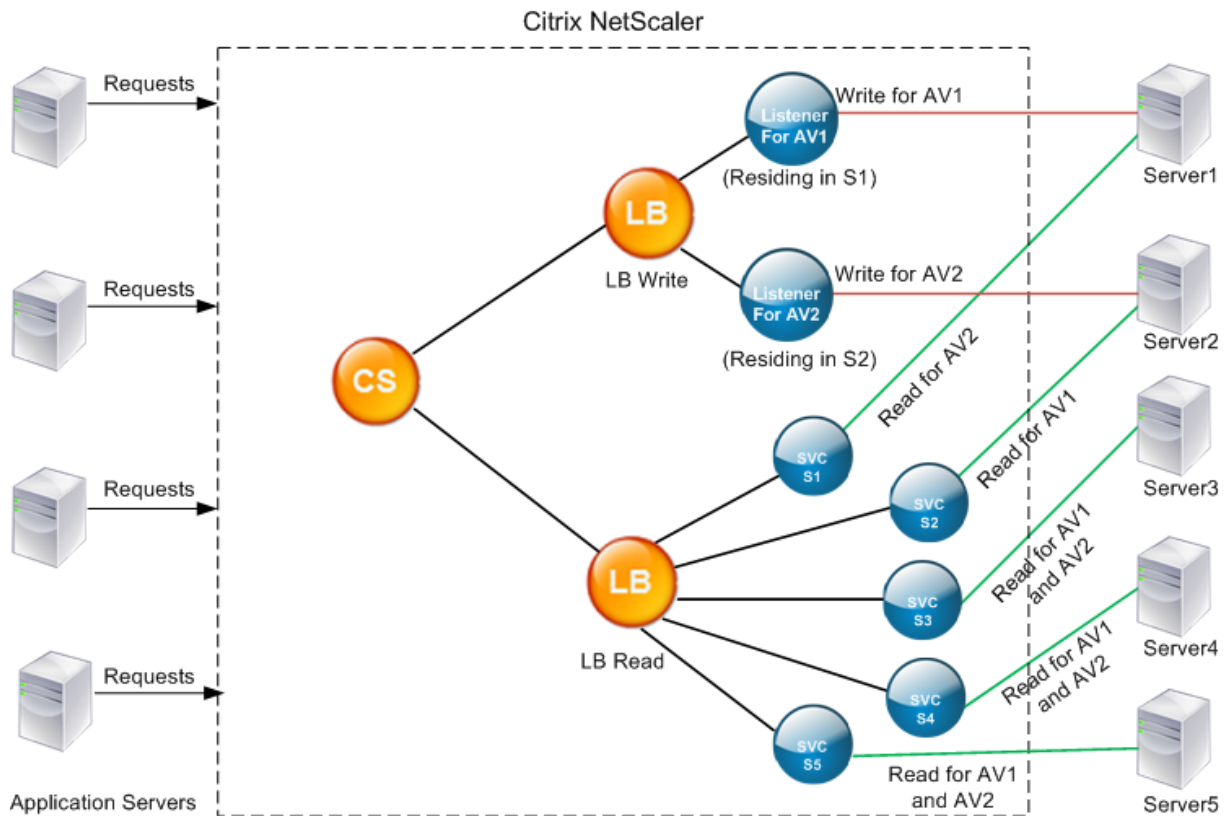 Citrix NetScaler
Requests
Requests
Requests
Requests
Application Servers
CS
LB
LB Write
Listener
For AV1
(Residing in S1)
Write for AV1
Listener
For AV2
(Residing in S2)
Write for AV2
LB
LB Read
SVC
S1
Read for AV2
SVC
S2
Read for AV1
SVC
S3
Read for AV1
and AV2
SVC
S4
Read for AV1
and AV2
SVC
S5
Read for AV1
and AV2
Server1
Server2
Server3
Server4
Server5